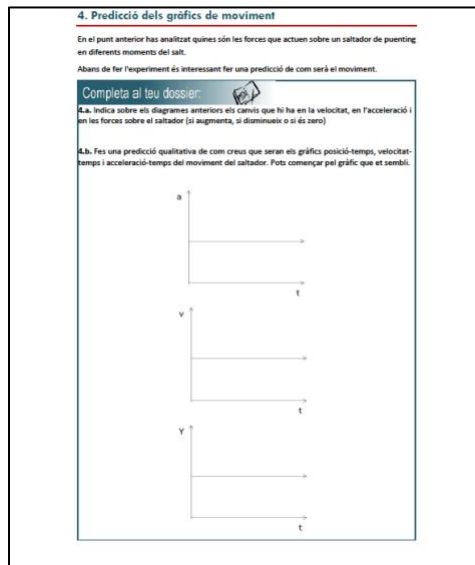 4. Predicció dels gràfics de moviment
En el punt anterior has analitzat quines són les forces que actuen sobre un saltador de puenting
en diferents moments del salt.
Abans de fer l'experiment és interessant fer una predicció de com serà el moviment.
Completa al teu dossier:
4.a. Indica sobre els diagrames anteriors els canvis que hi ha en la velocitat, en l'acceleració i
en les forces sobre el saltador (si augmenta, si disminueix o si és zero)
4.b. Fes una predicció qualitativa de com creus que seran els gràfics posició-temps, velocitat-
temps i acceleració-temps del moviment del saltador. Pots començar pel gràfic que et sembli.
a
t
v
t
Y
t